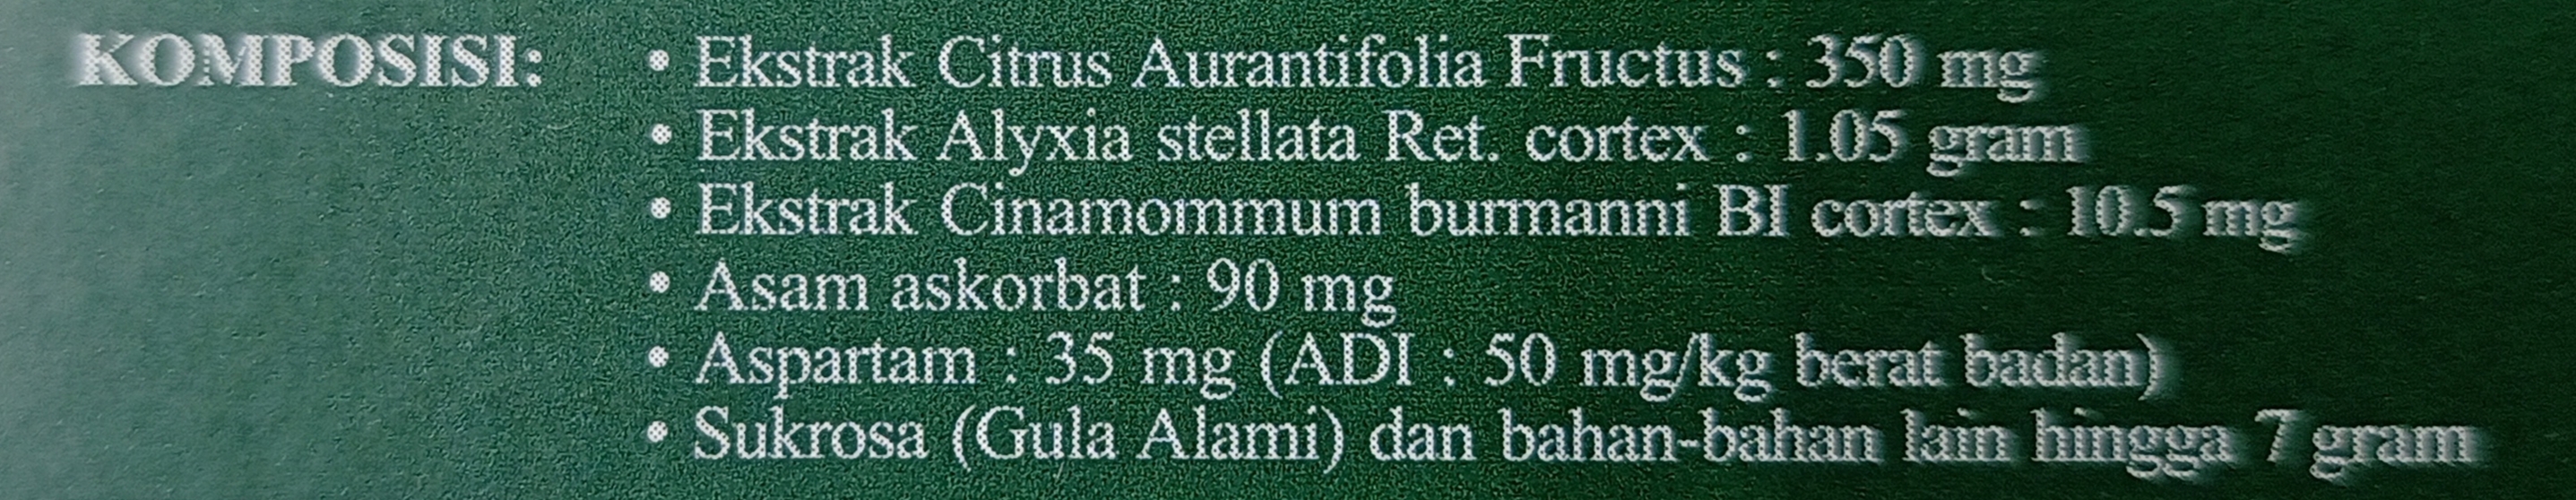 KOMPOSISI: • Ekstrak Citrus Aurantifolia Fructus : 350 mg
• Ekstrak Alyxia stellata Ret. cortex : 1.05 gram
• Ekstrak Cinamommum burmanni BI cortex : 10.5 mg
• Asam askorbat : 90 mg
• Aspartam : 35 mg (ADI : 50 mg/kg berat badan)
• Sukrosa (Gula Alami) dan bahan-bahan lain hingga 7 gram